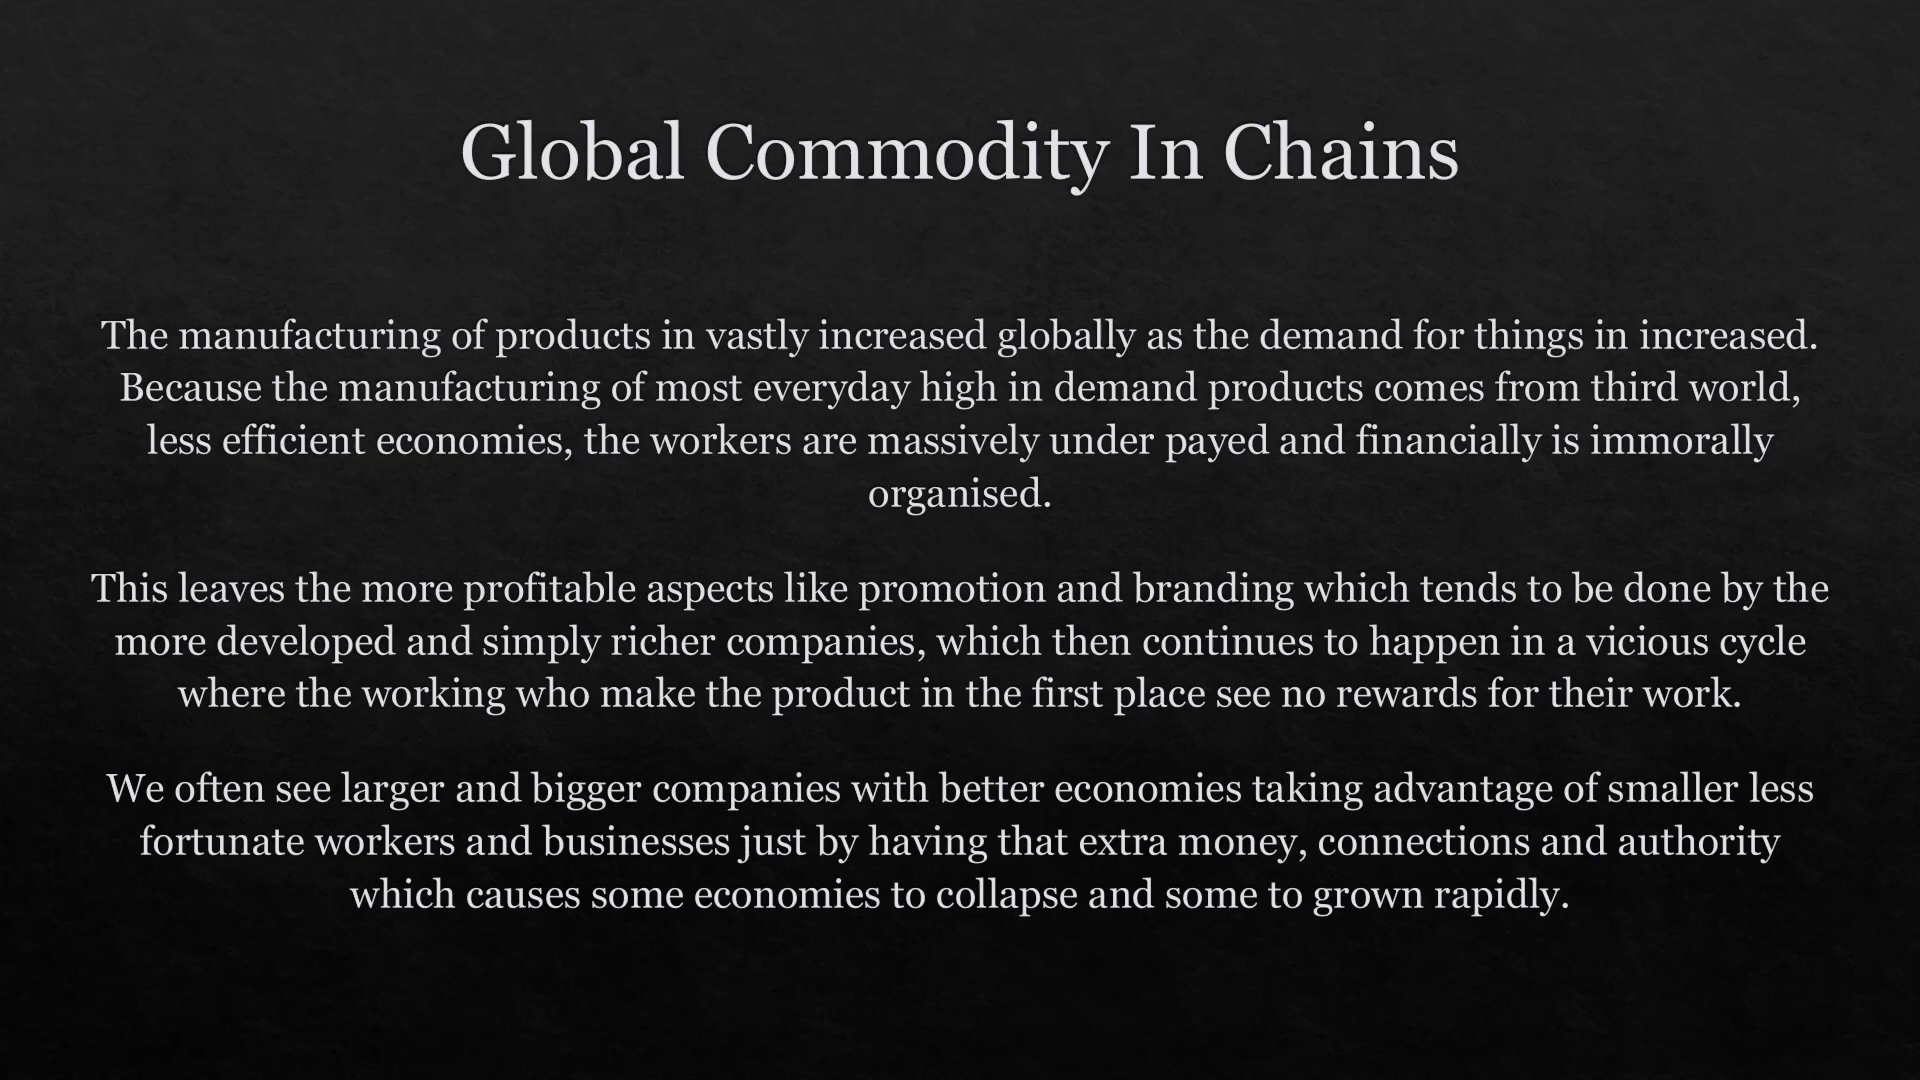 Global Commodity In Chains
The manufacturing of products in vastly increased globally as the demand for things in increased.
Because the manufacturing of most everyday high in demand products comes from third world,
less efficient economies, the workers are massively under payed and financially is immorally
organised.
This leaves the more profitable aspects like promotion and branding which tends to be done by the
more developed and simply richer companies, which then continues to happen in a vicious cycle
where the working who make the product in the first place see no rewards for their work.
We often see larger and bigger companies with better economies taking advantage of smaller less
fortunate workers and businesses just by having that extra money, connections and authority
which causes some economies to collapse and some to grown rapidly.